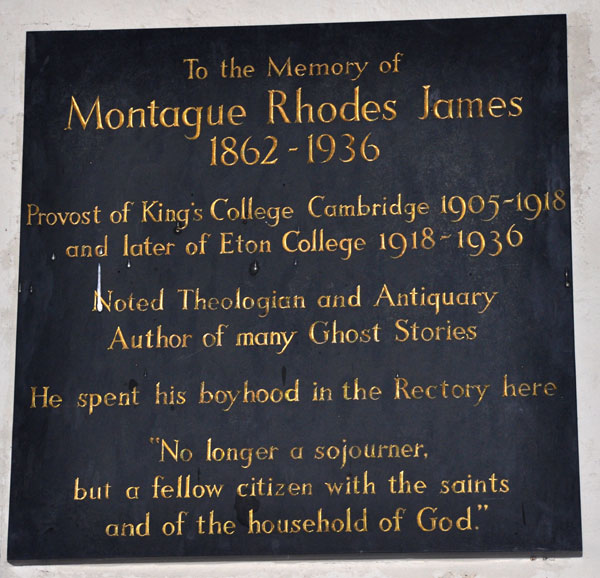 To the Memory of
Montague Rhodes James
1862 - 1936
Provost of King's College Cambridge 1905-1918
and later of Eton College 1918-1936
Noted Theologian and Antiquary
Author of many Ghost Stories
He spent his boyhood in the Rectory here
"No longer a sojourner,
but a fellow citizen with the saints
and of the household of God."